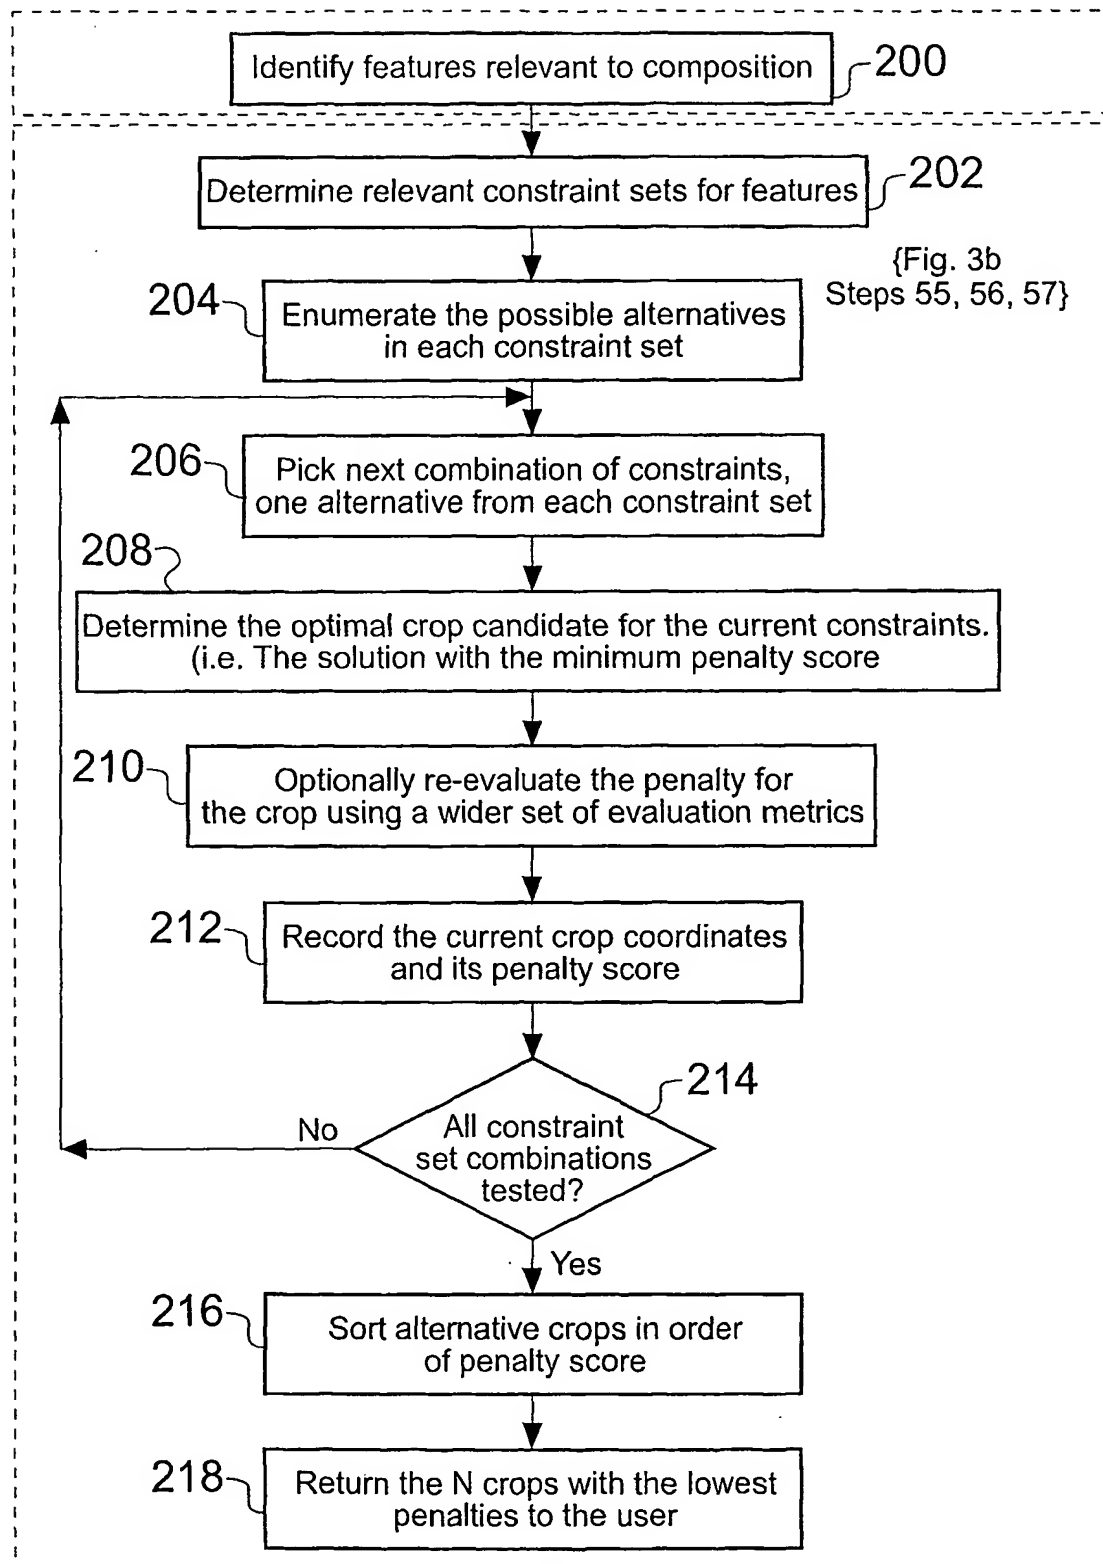 Identify features relevant to composition
200
Determine relevant constraint sets for features
202
{Fig. 3b
Steps 55, 56, 57}
204
Enumerate the possible alternatives
in each constraint set
206
Pick next combination of constraints,
one alternative from each constraint set
208
Determine the optimal crop candidate for the current constraints.
(i.e. The solution with the minimum penalty score
210
Optionally re-evaluate the penalty for
the crop using a wider set of evaluation metrics
212
Record the current crop coordinates
and its penalty score
214
All constraint
set combinations
tested?
No
Yes
216
Sort alternative crops in order
of penalty score
218
Return the N crops with the lowest
penalties to the user